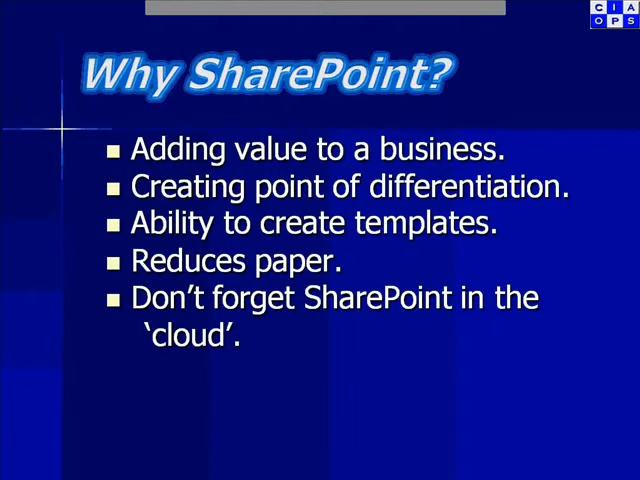 C I A
O P S
Why SharePoint?
Adding value to a business.
Creating point of differentiation.
Ability to create templates.
Reduces paper.
Don't forget SharePoint in the
‘cloud’.